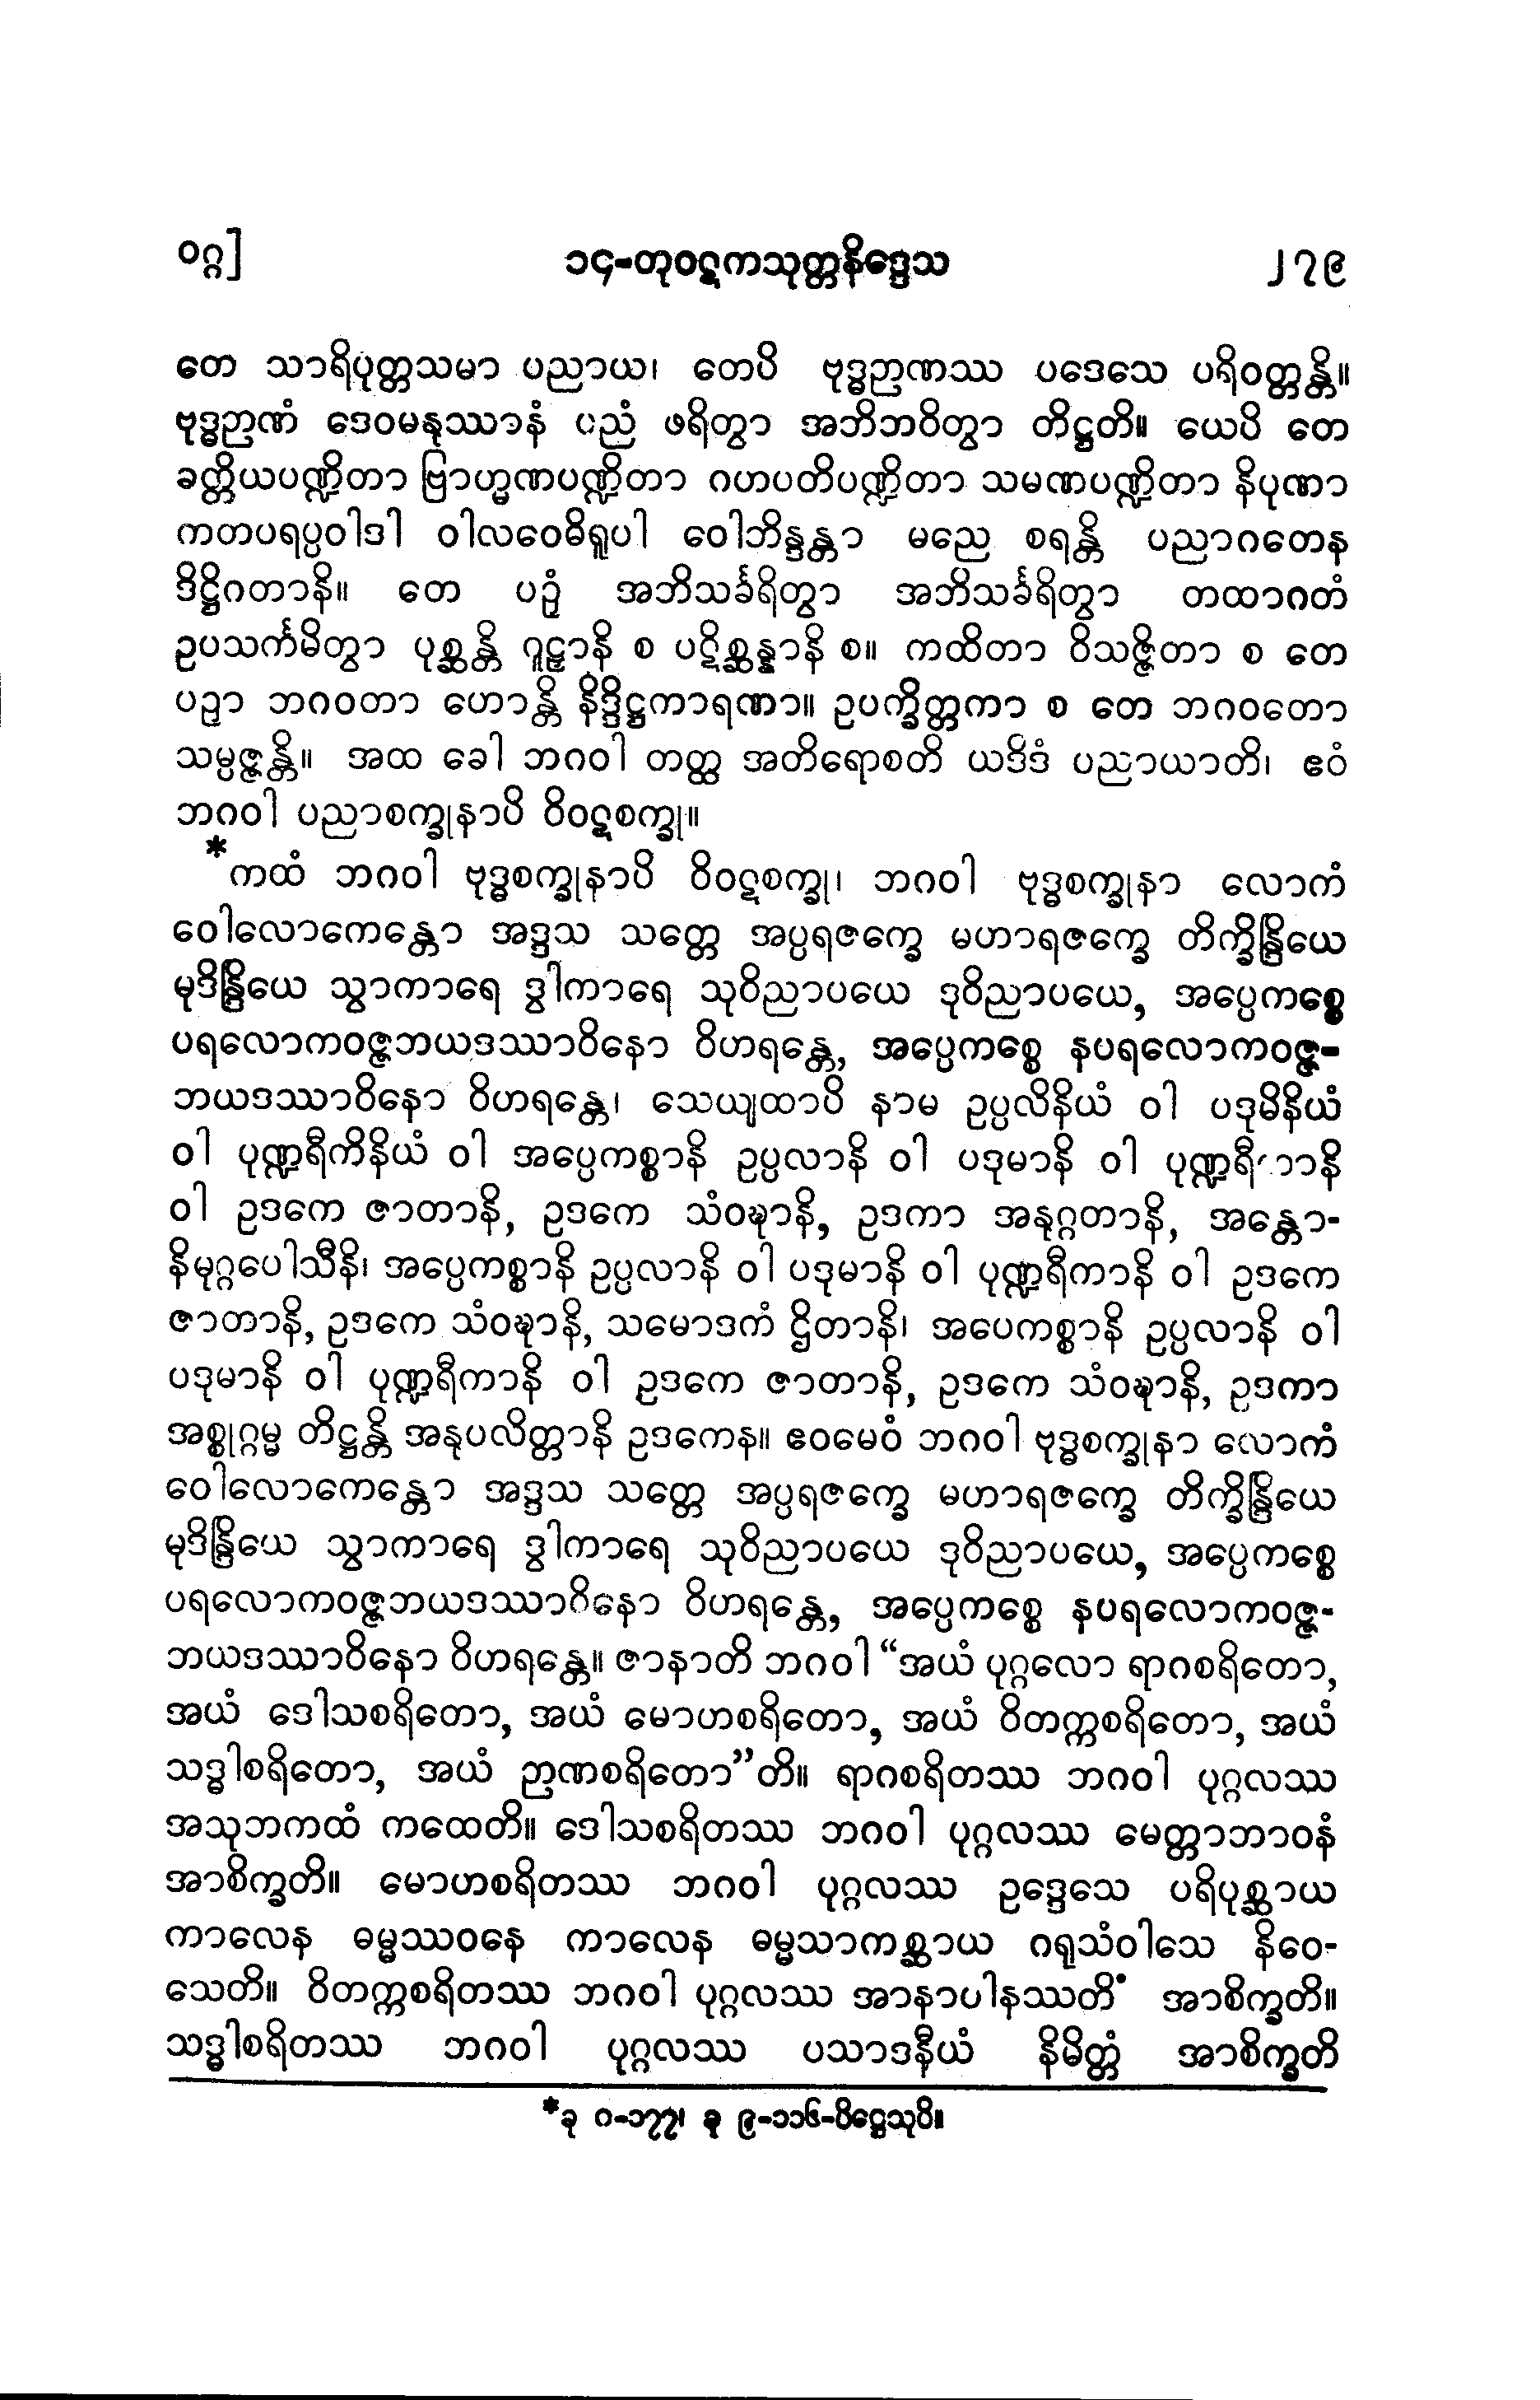 ဝဂ္ဂ]
၁၄-တုဝဋ္ဋကသုတ္တနိဒ္ဒေသ
၂၇၉
တေ သာရိပုတ္တသမာ ပညာယ၊ တေပိ ဗုဒ္ဓဉာဏဿ ပဒေသေ ပရိဝတ္တန္တိ။
ဗုဒ္ဓဉာဏံ ဒေဝမနုဿာနံ ပညံ ဖရိတွာ အဘိဘဝိတွာ တိဋ္ဌတိ။ ယေပိ တေ
ခတ္တိယပဏ္ဍိတာ ဗြာဟ္မဏပဏ္ဍိတာ ဂဟပတိပဏ္ဍိတာ သမဏပဏ္ဍိတာ နိပုဏာ
ကတပရပ္ပဝါဒါ ဝါလဝေဓိရူပါ ဝေါဘိန္ဒန္တာ မညေ စရန္တိ ပညာဂတေန
ဒိဋ္ဌိဂတာနိ။ တေ ပဉှံ အဘိသင်္ခရိတွာ အဘိသင်္ခရိတွာ တထာဂတံ
ဥပသင်္ကမိတွာ ပုစ္ဆန္တိ ဂူဠှာနိ စ ပဋိစ္ဆန္နာနိ စ။ ကထိတာ ဝိသဇ္ဇိတာ စ တေ
ပဉှာ ဘဂဝတာ ဟောန္တိ နိဒ္ဒိဋ္ဌကာရဏာ။ ဥပက္ခိတ္တကာ စ တေ ဘဂဝတော
သမ္ပဇ္ဇန္တိ။ အထ ခေါ ဘဂဝါ တတ္ထ အတိရောစတိ ယဒိဒံ ပညာယာတိ၊ ဧဝံ
ဘဂဝါ ပညာစက္ခုနာပိ ဝိဝဋစက္ခု။
*ကထံ ဘဂဝါ ဗုဒ္ဓစက္ခုနာပိ ဝိဝဋစက္ခု၊ ဘဂဝါ ဗုဒ္ဓစက္ခုနာ လောကံ
ဝေါလောကေန္တော အဒ္ဒသ သတ္တေ အပ္ပရဇက္ခေ မဟာရဇက္ခေ တိက္ခိန္ဒြိယေ
မုဒိန္ဒြိယေ သွာကာရေ ဒွါကာရေ သုဝိညာပယေ ဒုဝိညာပယေ, အပ္ပေကစ္စေ
ပရလောကဝဇ္ဇဘယဒဿာဝိနော ဝိဟရန္တေ, အပ္ပေကစ္စေ နပရလောကဝဇ္ဇ-
ဘယဒဿာဝိနော ဝိဟရန္တေ၊ သေယျထာပိ နာမ ဥပ္ပလိနိယံ ဝါ ပဒုမိနိယံ
ဝါ ပုဏ္ဍရီကိနိယံ ဝါ အပ္ပေကစ္စာနိ ဥပ္ပလာနိ ဝါ ပဒုမာနိ ဝါ ပုဏ္ဍရီကာနိ
ဝါ ဥဒကေ ဇာတာနိ, ဥဒကေ သံဝဍ္ဎာနိ, ဥဒကာ အနုဂ္ဂတာနိ, အန္တော-
နိမုဂ္ဂပေါသီနိ၊ အပ္ပေကစ္စာနိ ဥပ္ပလာနိ ဝါ ပဒုမာနိ ဝါ ပုဏ္ဍရီကာနိ ဝါ ဥဒကေ
ဇာတာနိ, ဥဒကေ သံဝဍ္ဎာနိ, သမောဒကံ ဌိတာနိ၊ အပေကစ္စာနိ ဥပ္ပလာနိ ဝါ
ပဒုမာနိ ဝါ ပုဏ္ဍရီကာနိ ဝါ ဥဒကေ ဇာတာနိ, ဥဒကေ သံဝဍ္ဎာနိ, ဥဒကာ
အစ္စုဂ္ဂမ္မ တိဋ္ဌန္တိ အနုပလိတ္တာနိ ဥဒကေန။ ဧဝမေဝံ ဘဂဝါ ဗုဒ္ဓစက္ခုနာ လောကံ
ဝေါလောကေန္တော အဒ္ဒသ သတ္တေ အပ္ပရဇက္ခေ မဟာရဇက္ခေ တိက္ခိန္ဒြိယေ
မုဒိန္ဒြိယေ သွာကာရေ ဒွါကာရေ သုဝိညာပယေ ဒုဝိညာပယေ, အပ္ပေကစ္စေ
ပရလောကဝဇ္ဇဘယဒဿာဝိနော ဝိဟရန္တေ, အပ္ပေကစ္စေ နပရလောကဝဇ္ဇ-
ဘယဒဿာဝိနော ဝိဟရန္တေ။ ဇာနာတိ ဘဂဝါ “အယံ ပုဂ္ဂလော ရာဂစရိတော,
အယံ ဒေါသစရိတော, အယံ မောဟစရိတော, အယံ ဝိတက္ကစရိတော, အယံ
သဒ္ဓါစရိတော, အယံ ဉာဏစရိတော”တိ။ ရာဂစရိတဿ ဘဂဝါ ပုဂ္ဂလဿ
အသုဘကထံ ကထေတိ။ ဒေါသစရိတဿ ဘဂဝါ ပုဂ္ဂလဿ မေတ္တာဘာဝနံ
အာစိက္ခတိ။ မောဟစရိတဿ ဘဂဝါ ပုဂ္ဂလဿ ဥဒ္ဒေသေ ပရိပုစ္ဆာယ
ကာလေန ဓမ္မဿဝနေ ကာလေန ဓမ္မသာကစ္ဆာယ ဂရုသံဝါသေ နိဝေ-
သေတိ။ ဝိတက္ကစရိတဿ ဘဂဝါ ပုဂ္ဂလဿ အာနာပါနဿတိံ အာစိက္ခတိ။
သဒ္ဓါစရိတဿ ဘဂဝါ ပုဂ္ဂလဿ ပသာဒနီယံ နိမိတ္တံ အာစိက္ခတိ
*ခု ၇-၁၇၇၊ ခု ၉-၁၁၆-ပိဋ္ဌေသုပိ။